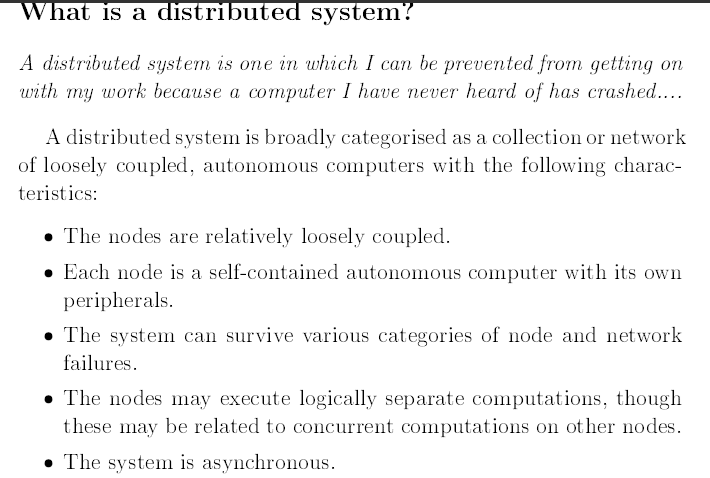 What is a distributed system?
A distributed system is one in which I can be prevented from getting on
with my work because a computer I have never heard of has crashed....
A distributed system is broadly categorised as a collection or network
of loosely coupled, autonomous computers with the following charac-
teristics:
• The nodes are relatively loosely coupled.
• Each node is a self-contained autonomous computer with its own
peripherals.
• The system can survive various categories of node and network
failures.
• The nodes may execute logically separate computations, though
these may be related to concurrent computations on other nodes.
• The system is asynchronous.